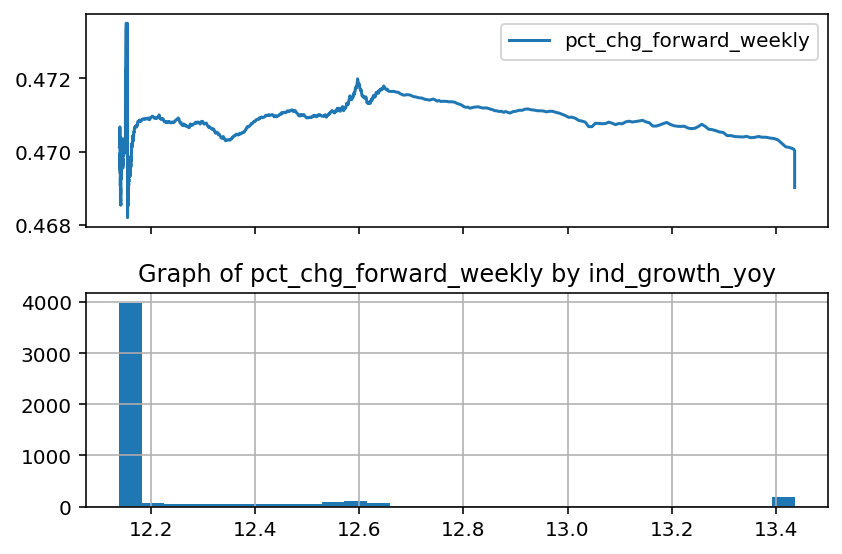 pct_chg_forward_weekly
0.472
0.470
0.468
Graph of pct_chg_forward_weekly by ind_growth_yoy
4000
3000
2000
1000
0
12.2 12.4 12.6 12.8 13.0 13.2 13.4